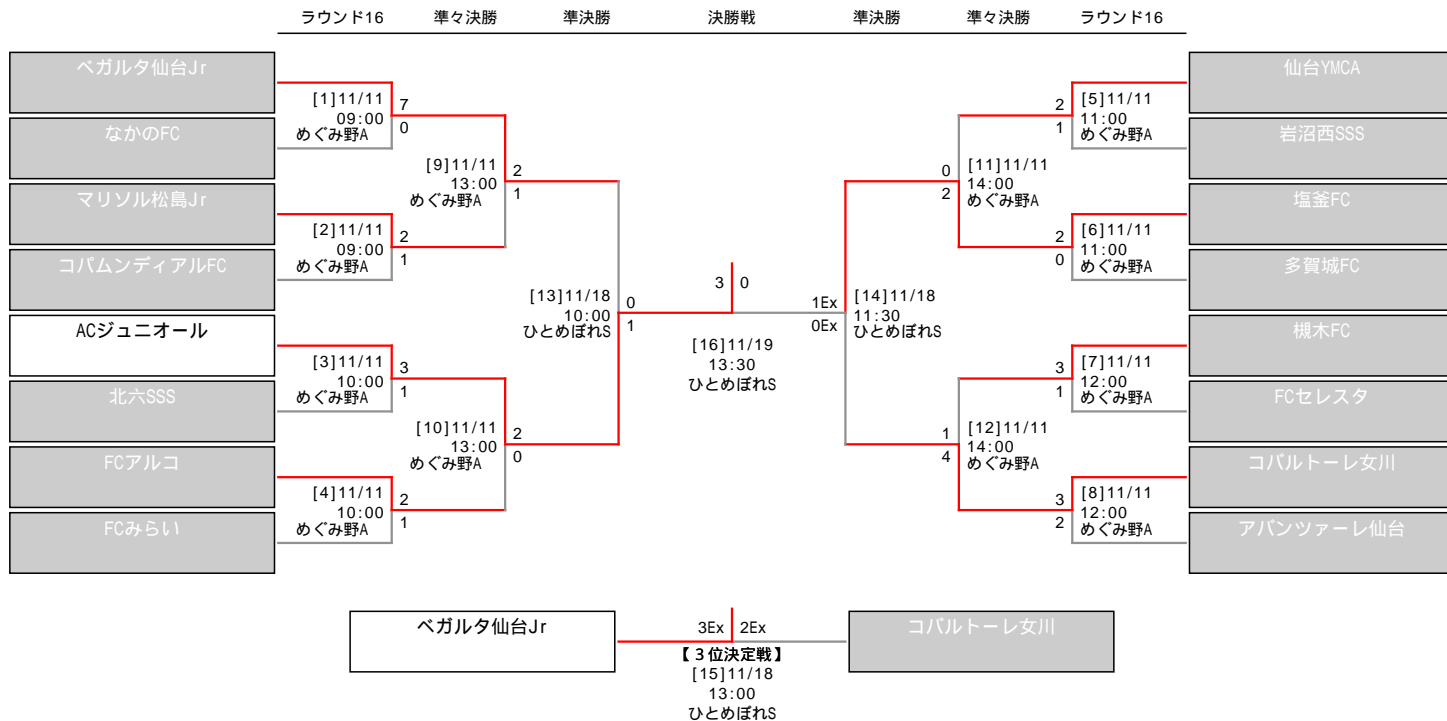 ラウンド16 準々決勝 準決勝 決勝戦 準決勝 準々決勝 ラウンド16
ベガルタ仙台Jr
なかのFC
マリソル松島Jr
コパムンディアルFC
ACジュニオール
北六SSS
FCアルコ
FCみらい
[1]11/11
09:00
めぐみ野A
7
0
[2]11/11
09:00
めぐみ野A
2
1
[3]11/11
10:00
めぐみ野A
3
1
[4]11/11
10:00
めぐみ野A
2
1
[9]11/11
13:00
めぐみ野A
2
1
[10]11/11
13:00
めぐみ野A
2
0
[13]11/18
10:00
ひとめぼれS
0
1
3 0
[16]11/19
13:30
ひとめぼれS
1Ex
0Ex
[14]11/18
11:30
ひとめぼれS
0
2
[11]11/11
14:00
めぐみ野A
1
4
[12]11/11
14:00
めぐみ野A
2
1
[5]11/11
11:00
めぐみ野A
2
0
[6]11/11
11:00
めぐみ野A
3
1
[7]11/11
12:00
めぐみ野A
3
2
[8]11/11
12:00
めぐみ野A
仙台YMCA
岩沼西SSS
塩釜FC
多賀城FC
槻木FC
FCセレスタ
コバルトーレ女川
アバンツァーレ仙台
ベガルタ仙台Jr
3Ex 2Ex
コバルトーレ女川
【３位決定戦】
[15]11/18
13:00
ひとめぼれS